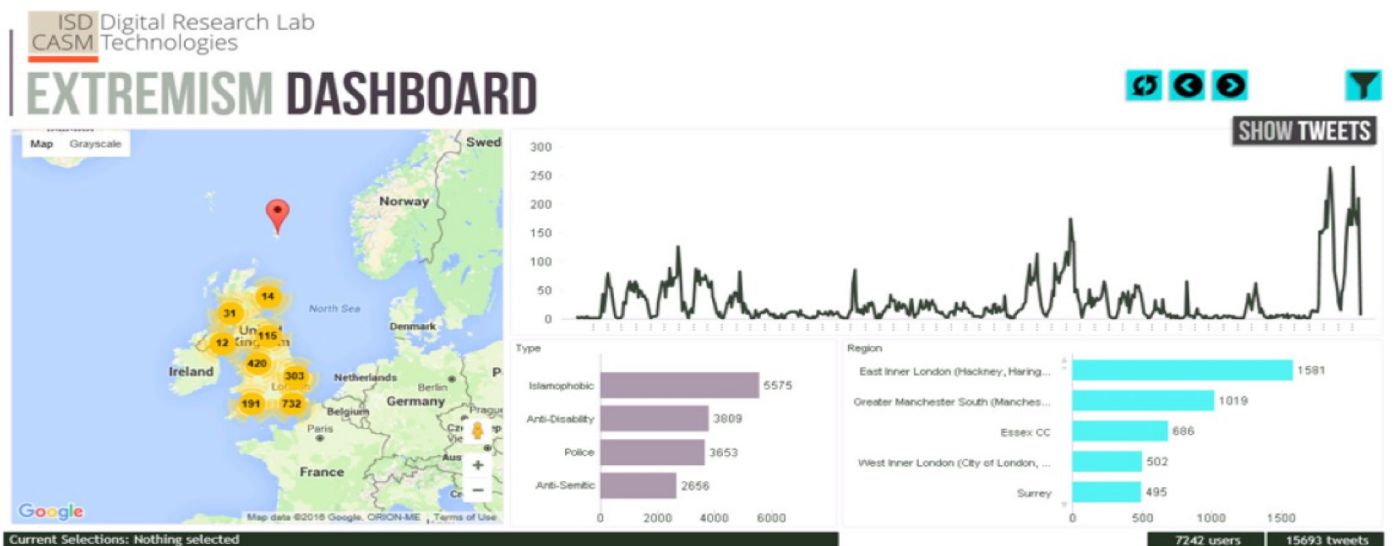 ISD Digital Research Lab
CASM Technologies
EXTREMISM DASHBOARD
SHOW TWEETS
Map Grayscale
Swed
Norway
North Sea
Denmark
Ireland
Netherlands
Berlin
Belgium
Germany
Prague
Paris
France
14
31
115
12
420
303
191
732
+
−
Google
Map data ©2016 Google, ORION-ME
Terms of Use
300
250
200
150
100
50
0
Type
Islamophobic 5575
Anti-Disability 3809
Police 3653
Anti-Semitic 2656
0 2000 4000 6000
Region
East Inner London (Hackney, Haring... 1581
Greater Manchester South (Manches... 1019
Essex CC 686
West Inner London (City of London, ... 502
Surrey 495
0 500 1000 1500
Current Selections: Nothing selected
7242 users
15693 tweets